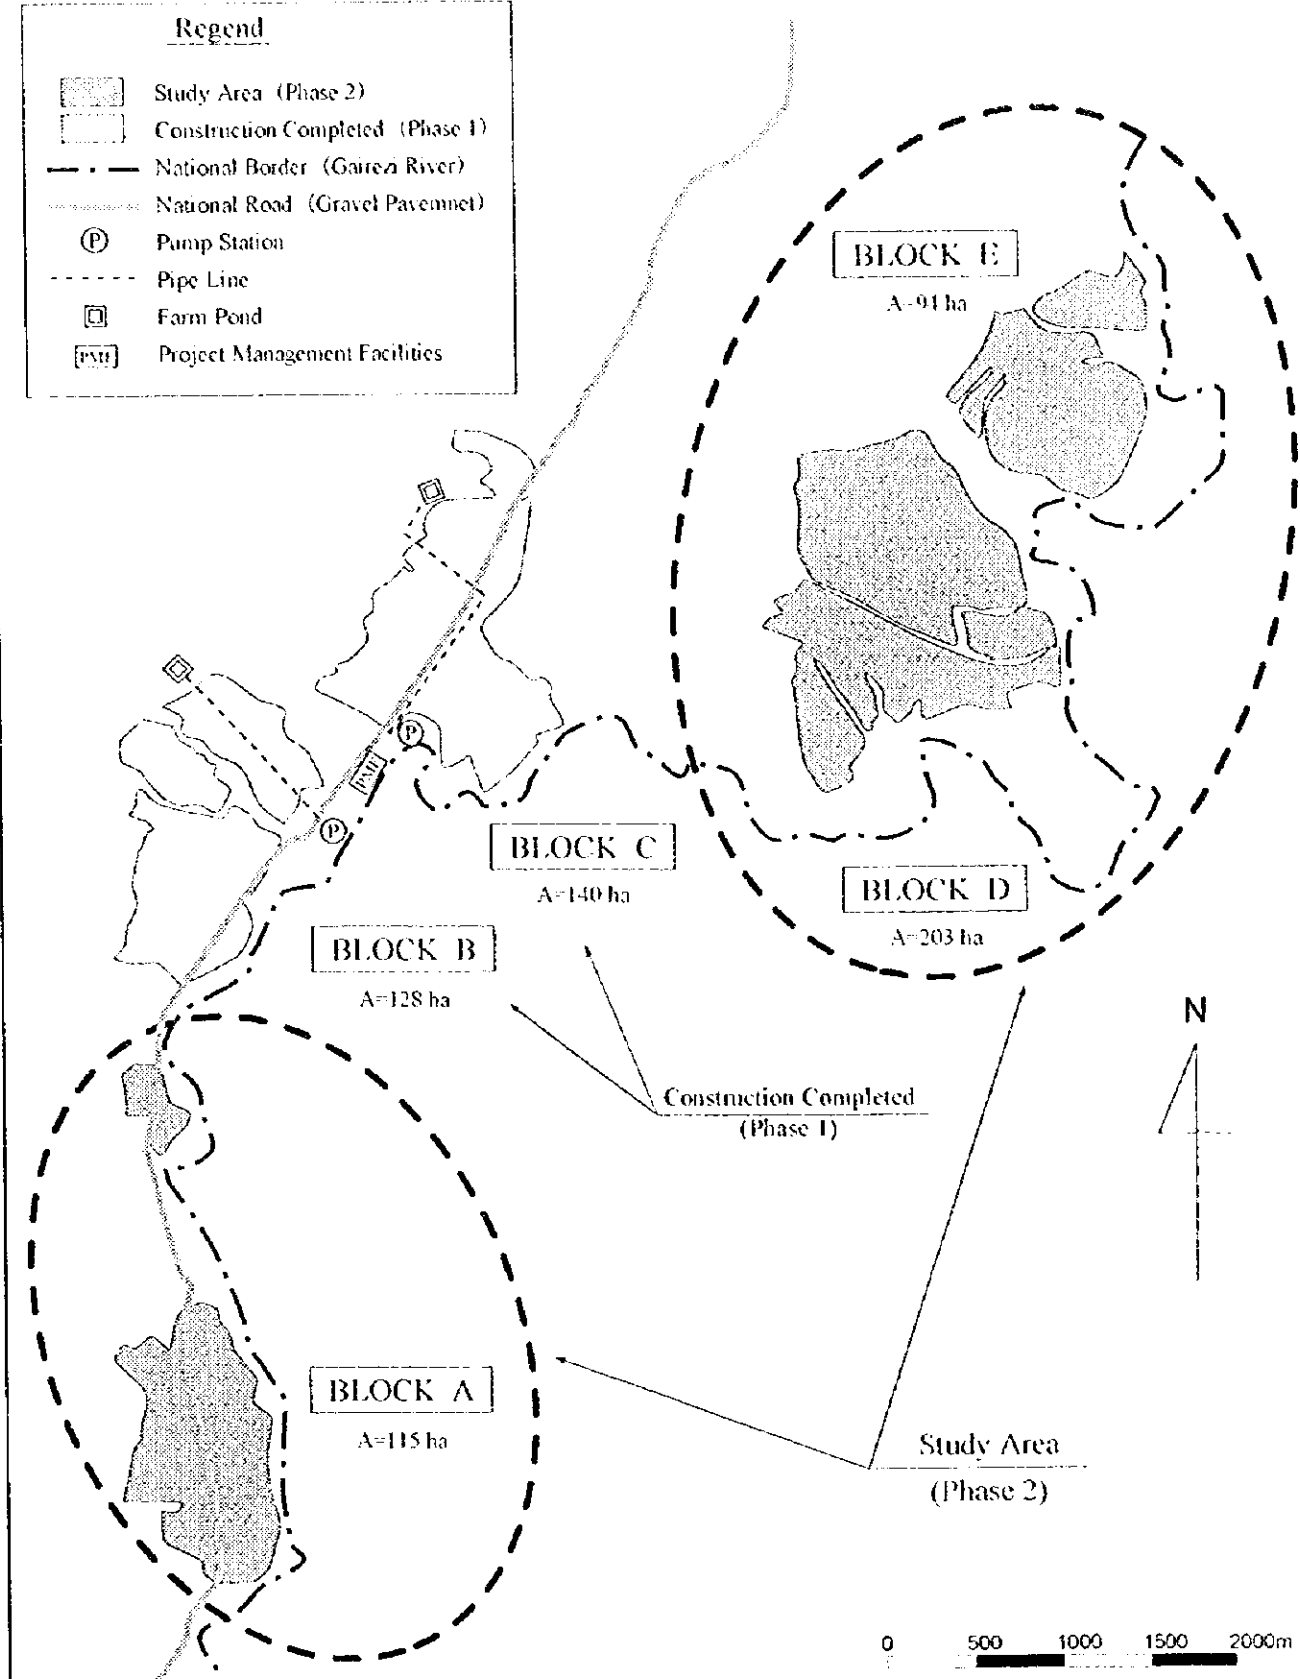 Regend
Study Area (Phase 2)
Construction Completed (Phase 1)
National Border (Gairezi River)
National Road (Gravel Pavemnet)
P Pump Station
Pipe Line
Farm Pond
PMF Project Management Facilities
BLOCK E
A=94 ha
P
PMF
P
BLOCK C
A=140 ha
BLOCK D
A=203 ha
BLOCK B
A=128 ha
N
Construction Completed
(Phase 1)
BLOCK A
A=115 ha
Study Area
(Phase 2)
0 500 1000 1500 2000m